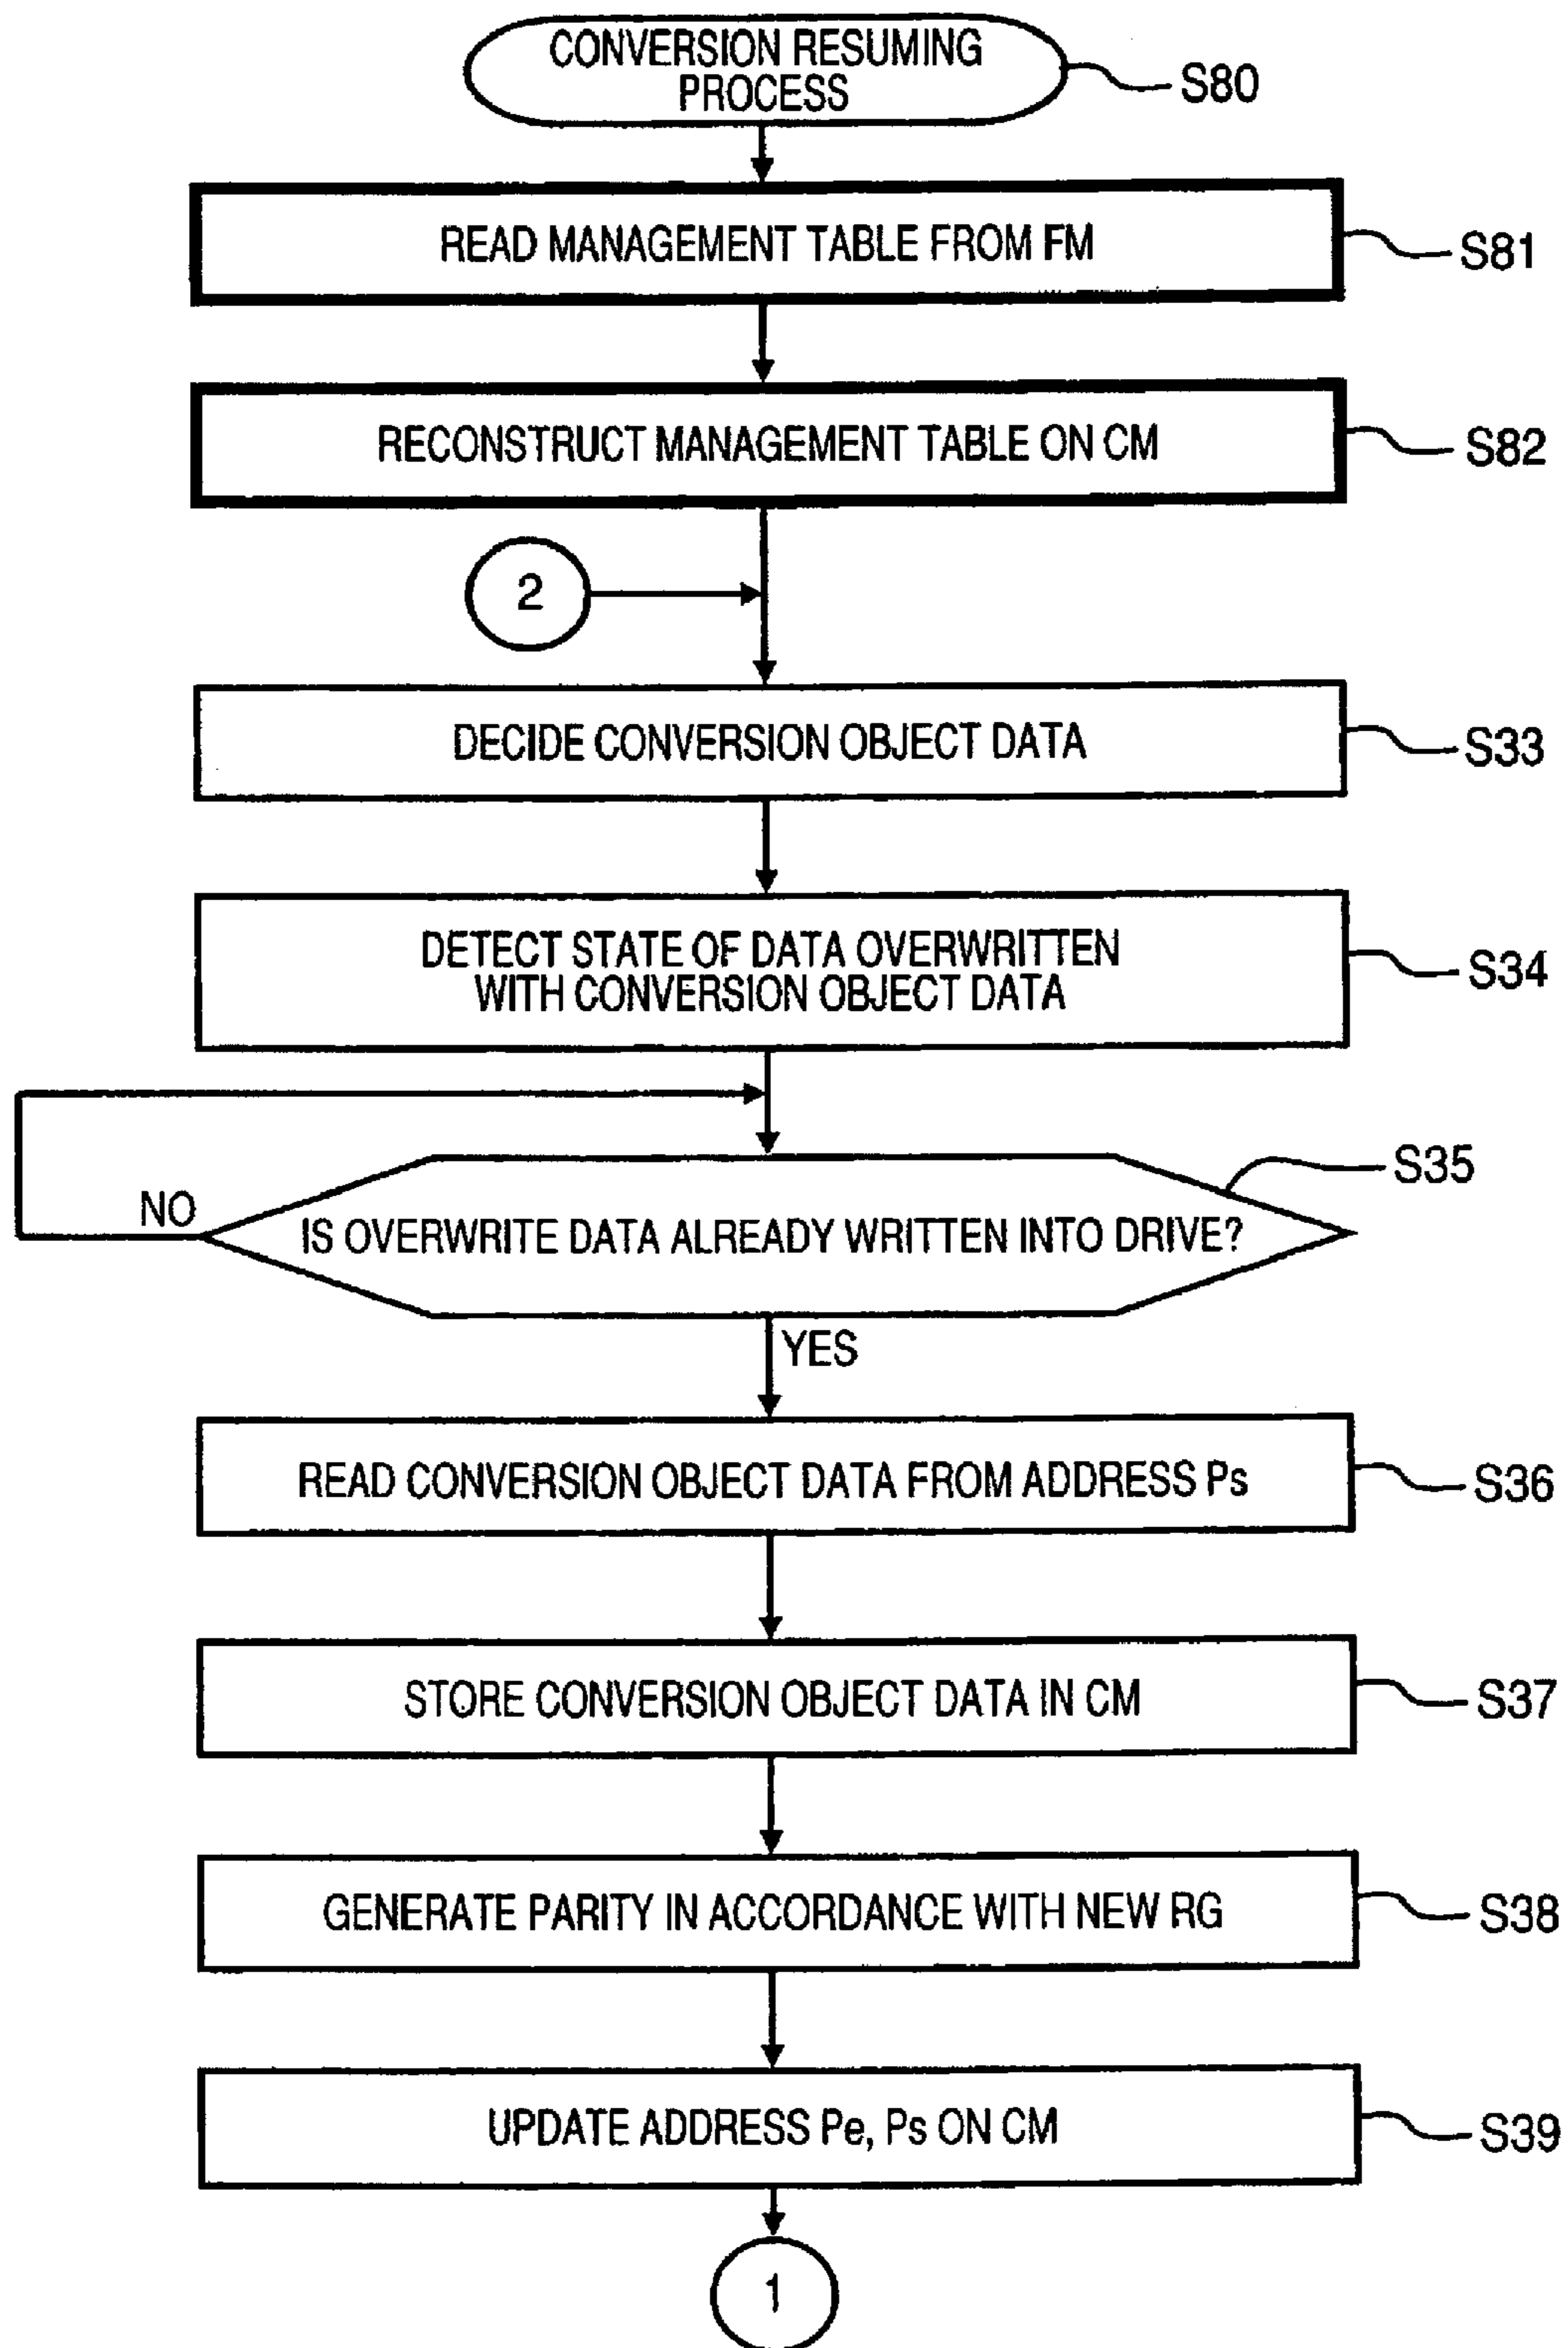 CONVERSION RESUMING
PROCESS
S80
READ MANAGEMENT TABLE FROM FM
S81
RECONSTRUCT MANAGEMENT TABLE ON CM
S82
2
DECIDE CONVERSION OBJECT DATA
S33
DETECT STATE OF DATA OVERWRITTEN
WITH CONVERSION OBJECT DATA
S34
S35
NO
IS OVERWRITE DATA ALREADY WRITTEN INTO DRIVE?
YES
READ CONVERSION OBJECT DATA FROM ADDRESS Ps
S36
STORE CONVERSION OBJECT DATA IN CM
S37
GENERATE PARITY IN ACCORDANCE WITH NEW RG
S38
UPDATE ADDRESS Pe, Ps ON CM
S39
1